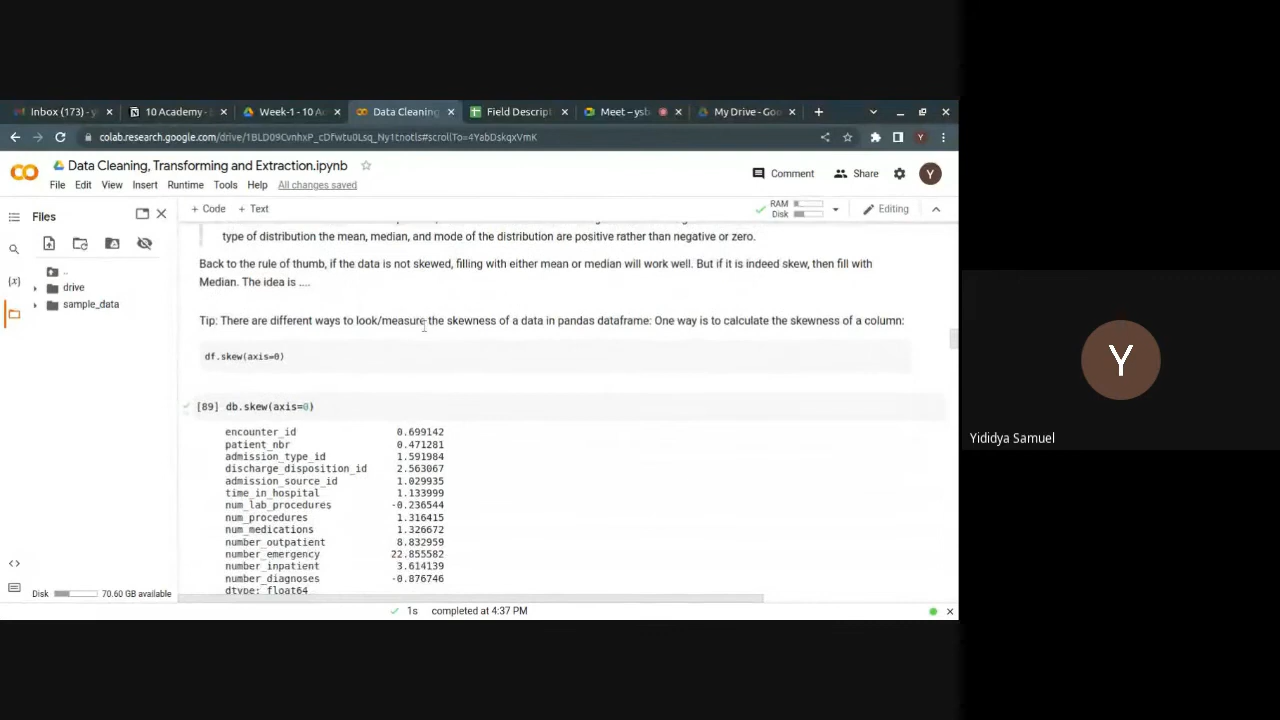 Inbox (173) - y
10 Academy -
Week-1 - 10 A
Data Cleaning,
Field Descript
Meet – ysb
My Drive - Goo
colab.research.google.com/drive/1BLD09CvnhxP_cDfwtu0Lsq_Ny1tnotls#scrollTo=4YabDskqxVmK
Data Cleaning, Transforming and Extraction.ipynb
Comment
Share
Y
File Edit View Insert Runtime Tools Help All changes saved
Files
+ Code + Text
RAM
Disk
Editing
type of distribution the mean, median, and mode of the distribution are positive rather than negative or zero.
Back to the rule of thumb, if the data is not skewed, filling with either mean or median will work well. But if it is indeed skew, then fill with
Median. The idea is ....
Tip: There are different ways to look/measure the skewness of a data in pandas dataframe: One way is to calculate the skewness of a column:
df.skew(axis=0)
..
drive
sample_data
[89] db.skew(axis=0)
encounter_id 0.699142
patient_nbr 0.471281
admission_type_id 1.591984
discharge_disposition_id 2.563067
admission_source_id 1.029935
time_in_hospital 1.133999
num_lab_procedures -0.236544
num_procedures 1.316415
num_medications 1.326672
number_outpatient 8.832959
number_emergency 22.855582
number_inpatient 3.614139
number_diagnoses -0.876746
dtype: float64
Disk 70.60 GB available
1s completed at 4:37 PM
Y
Yididya Samuel